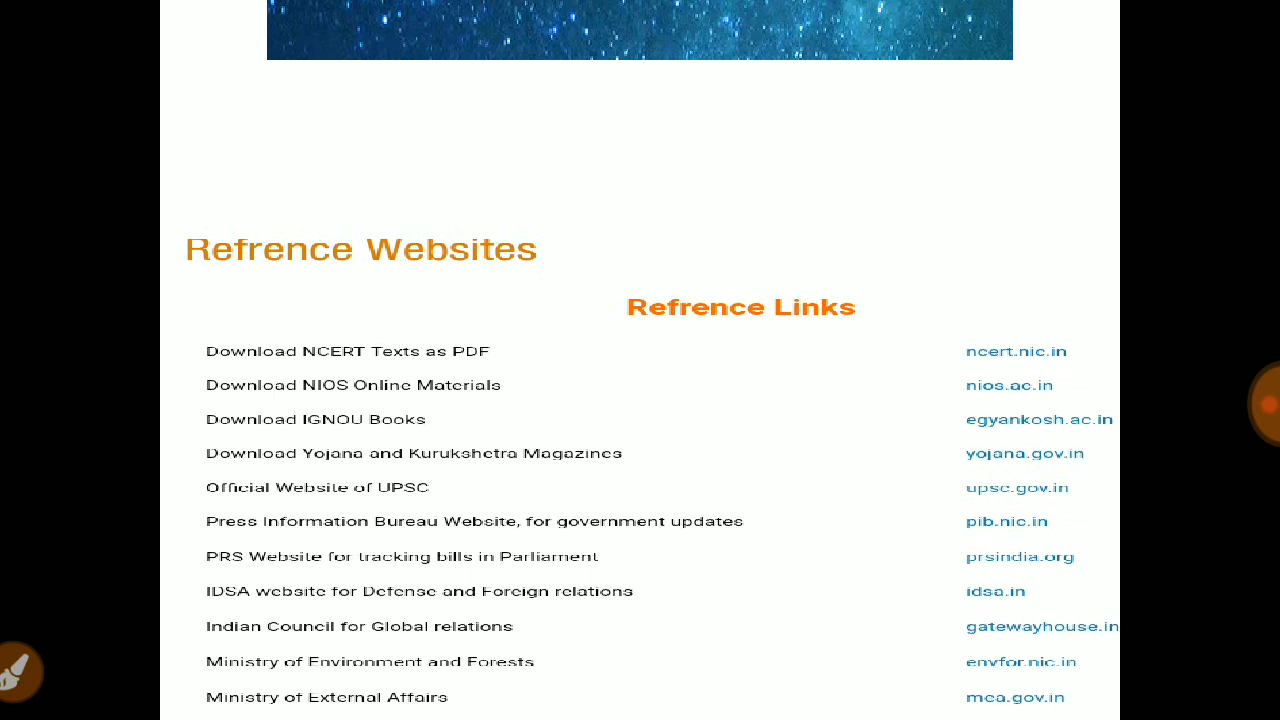 Refrence Websites
Refrence Links
Download NCERT Texts as PDF ncert.nic.in
Download NIOS Online Materials nios.ac.in
Download IGNOU Books egyankosh.ac.in
Download Yojana and Kurukshetra Magazines yojana.gov.in
Official Website of UPSC upsc.gov.in
Press Information Bureau Website, for government updates pib.nic.in
PRS Website for tracking bills in Parliament prsindia.org
IDSA website for Defense and Foreign relations idsa.in
Indian Council for Global relations gatewayhouse.in
Ministry of Environment and Forests envfor.nic.in
Ministry of External Affairs mea.gov.in